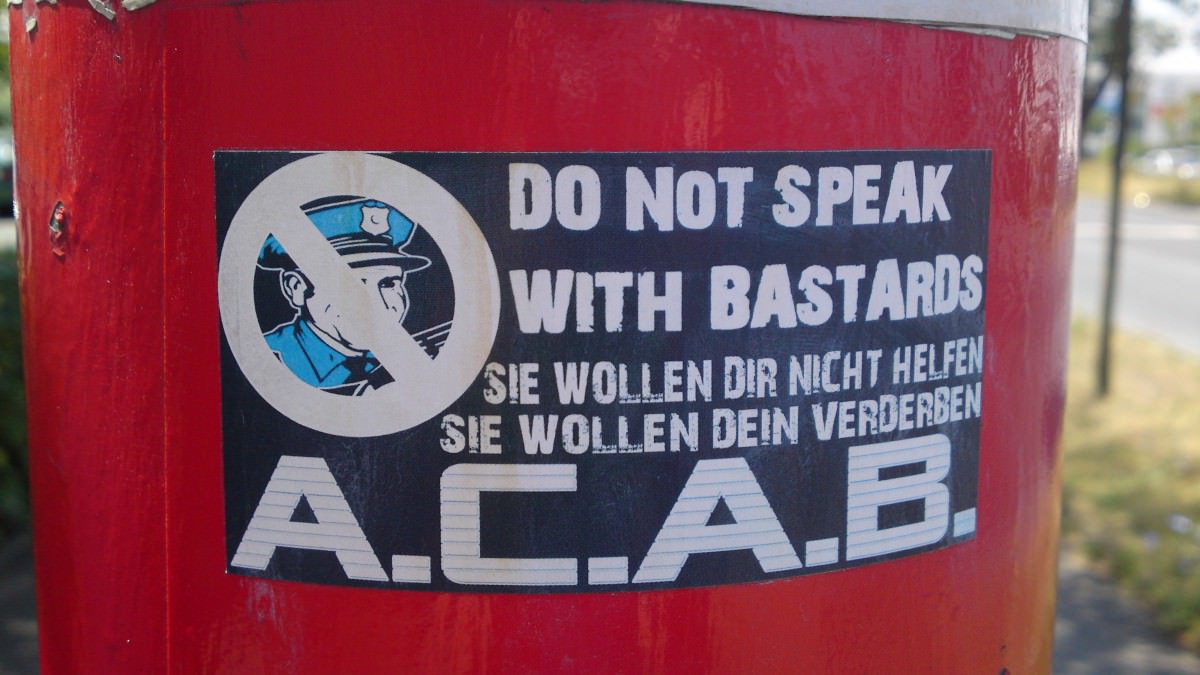 DO NOT SPEAK
WITH BASTARDS
SIE WOLLEN DIR NICHT HELFEN
SIE WOLLEN DEIN VERDERBEN
A.C.A.B.